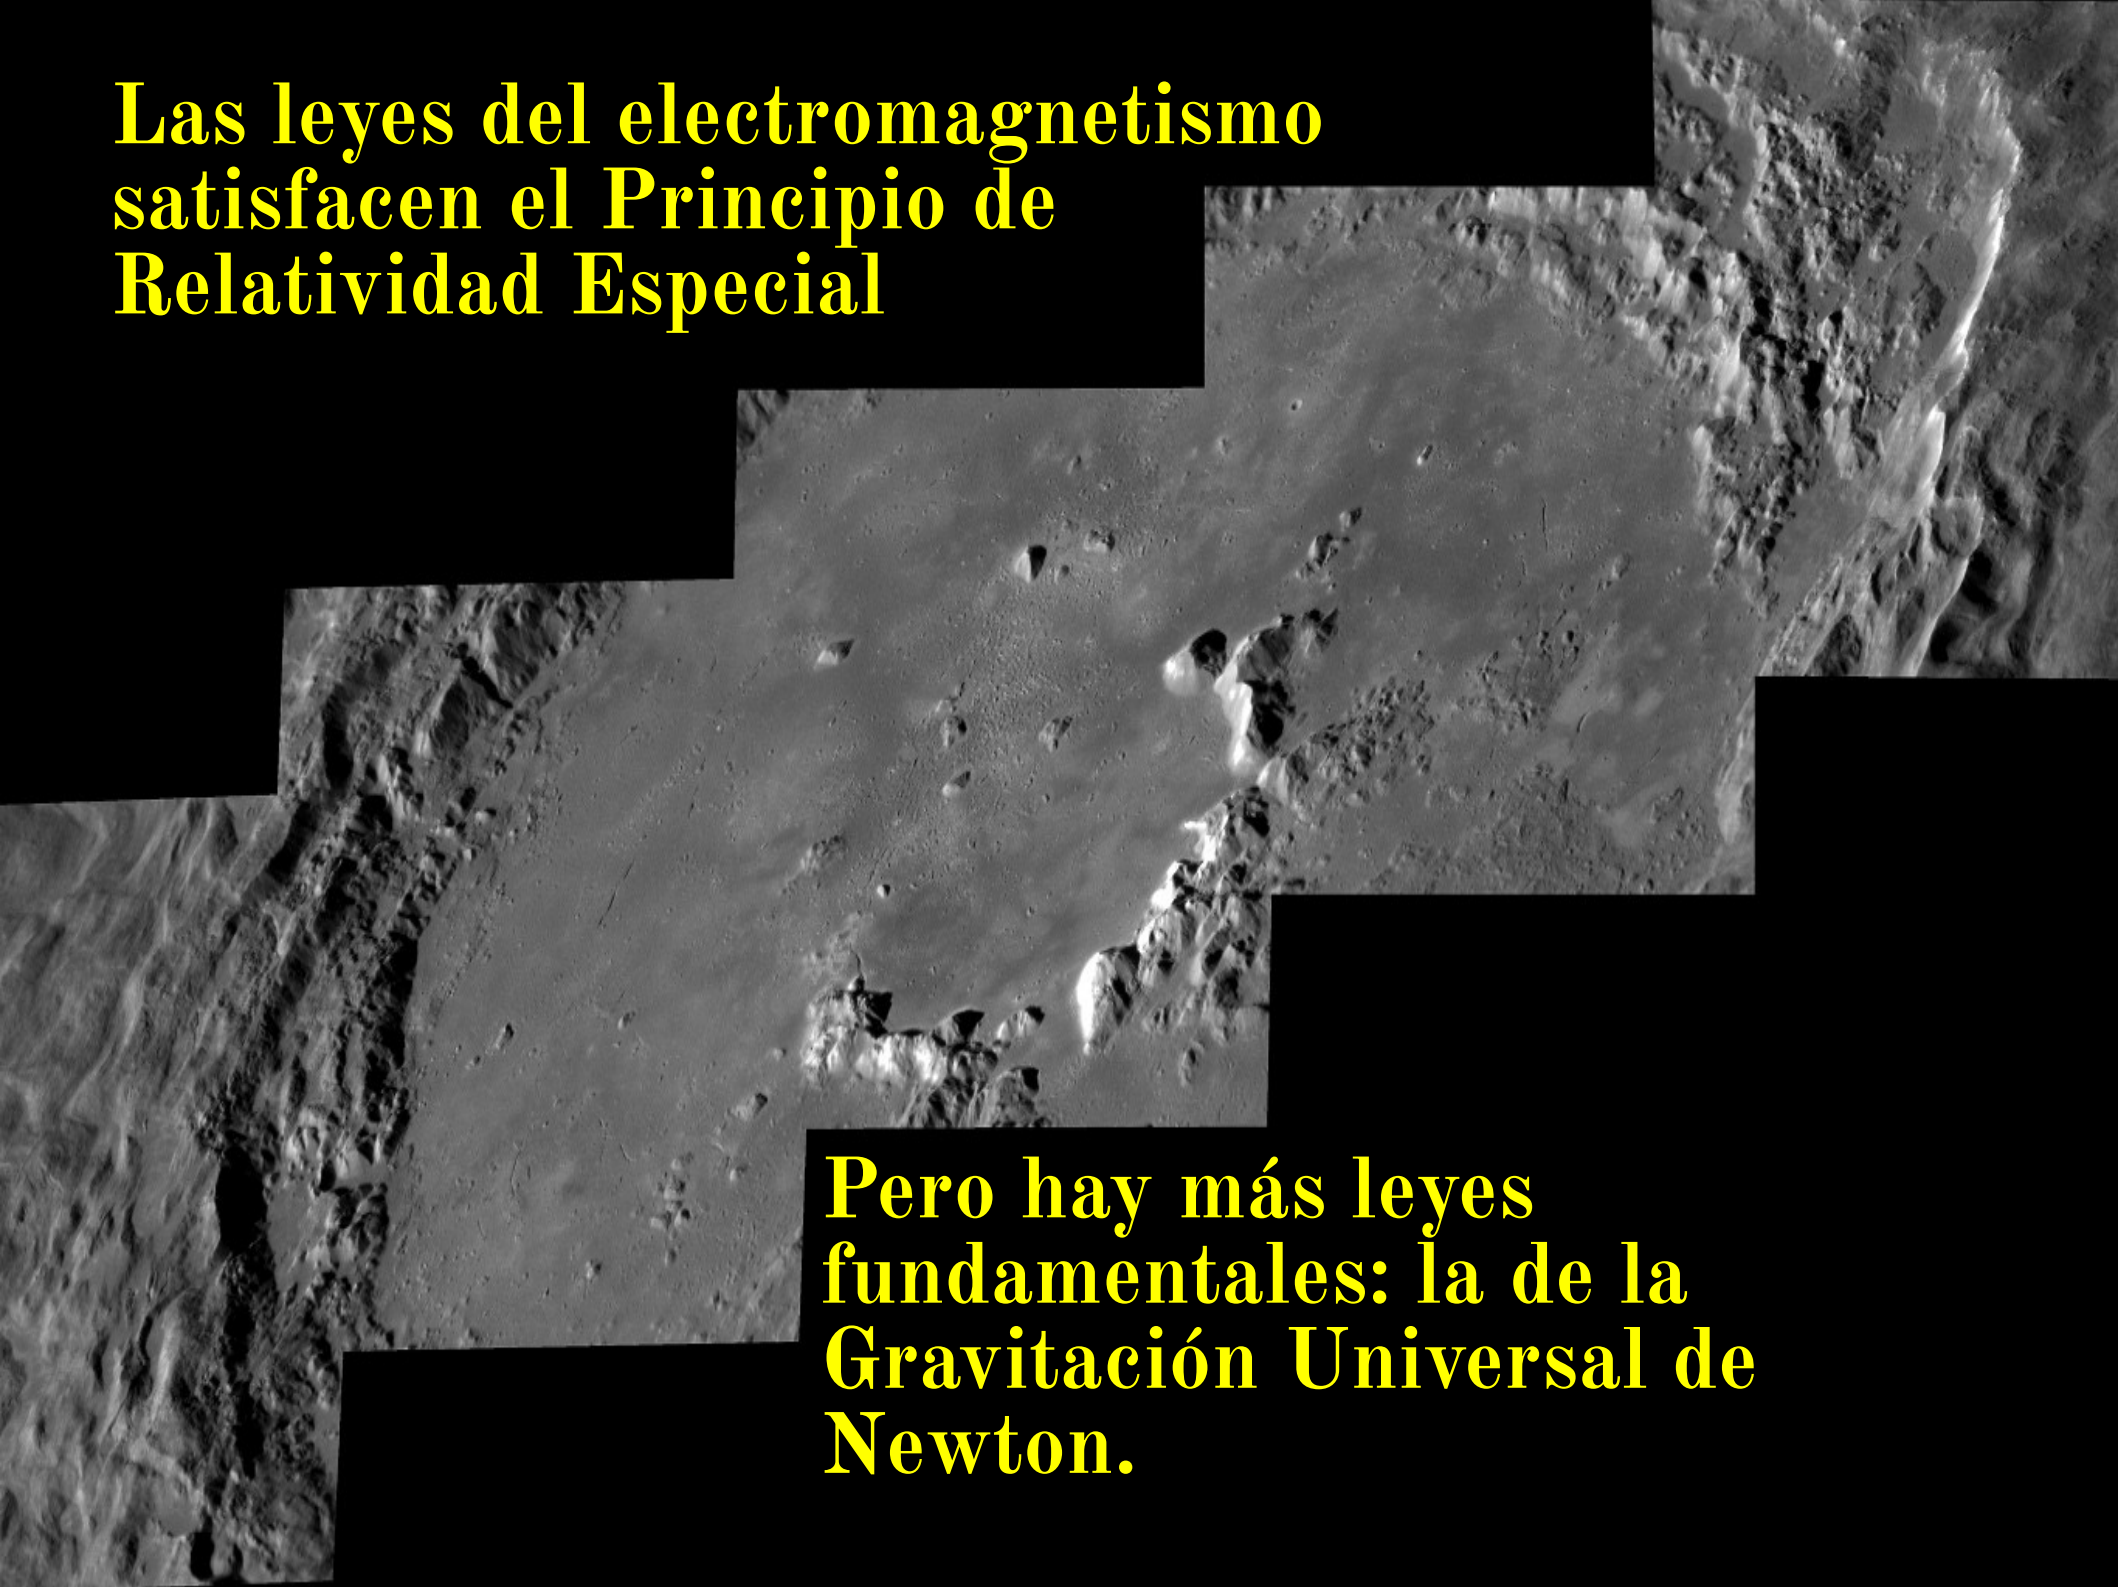 Las leyes del electromagnetismo
satisfacen el Principio de
Relatividad Especial
Pero hay más leyes
fundamentales: la de la
Gravitación Universal de
Newton.